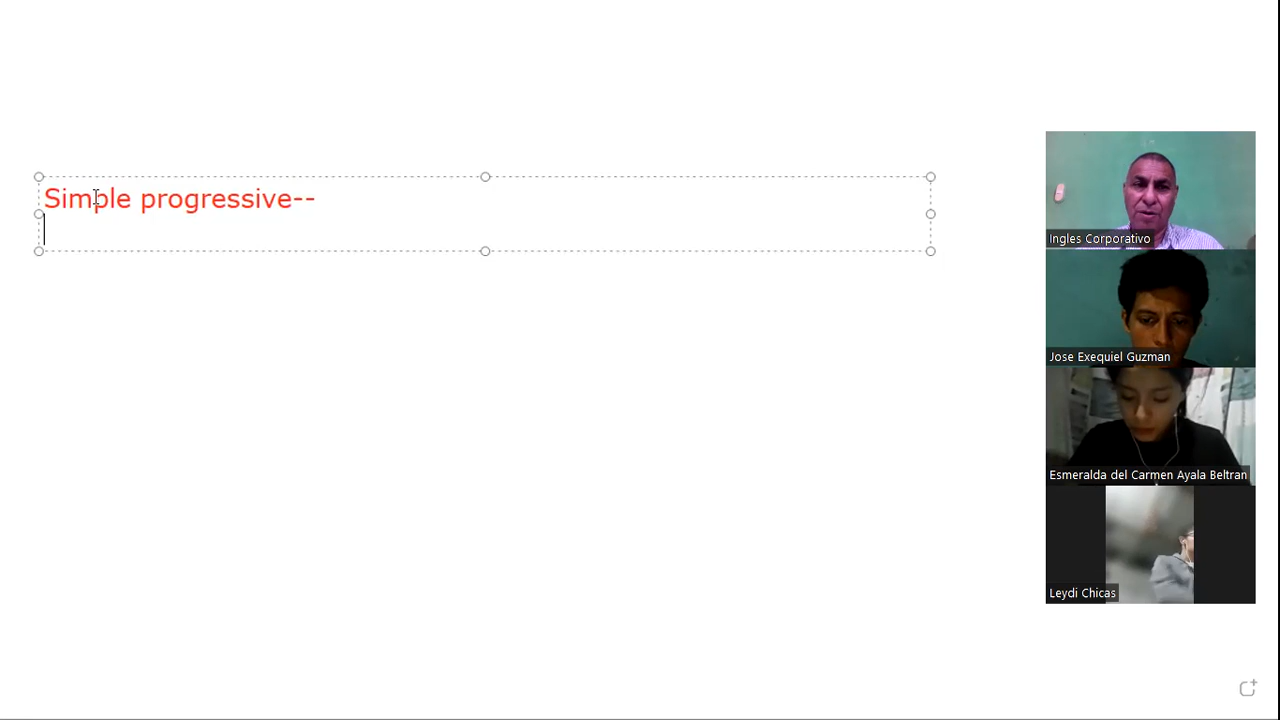 Simple progressive--
Ingles Corporativo
Jose Exequiel Guzman
Esmeralda del Carmen Ayala Beltran
Leydi Chicas